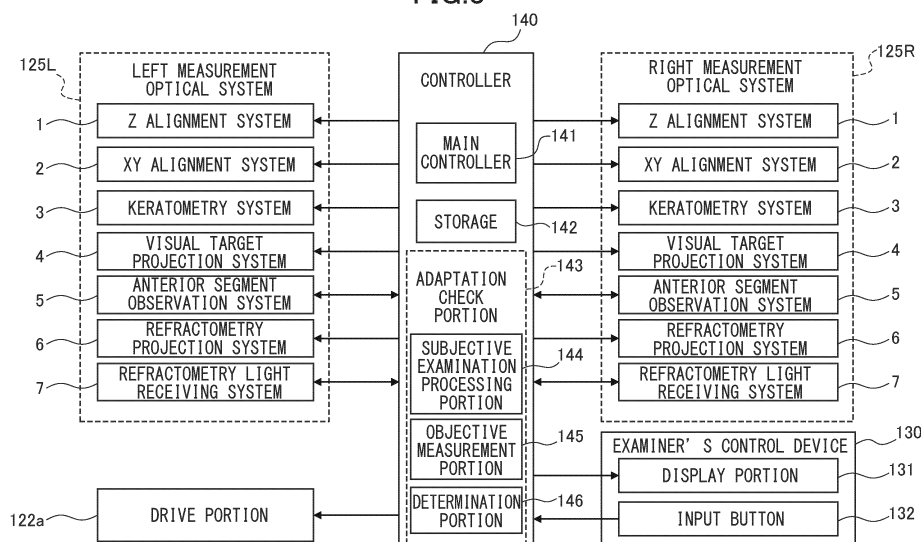 140
125L
LEFT MEASUREMENT
OPTICAL SYSTEM
1
Z ALIGNMENT SYSTEM
2
XY ALIGNMENT SYSTEM
3
KERATOMETRY SYSTEM
4
VISUAL TARGET
PROJECTION SYSTEM
5
ANTERIOR SEGMENT
OBSERVATION SYSTEM
6
REFRACTOMETRY
PROJECTION SYSTEM
7
REFRACTOMETRY LIGHT
RECEIVING SYSTEM
122a
DRIVE PORTION
CONTROLLER
MAIN
CONTROLLER
141
STORAGE
142
ADAPTATION
CHECK
PORTION
143
SUBJECTIVE
EXAMINATION
PROCESSING
PORTION
144
OBJECTIVE
MEASUREMENT
PORTION
145
DETERMINATION
PORTION
146
125R
RIGHT MEASUREMENT
OPTICAL SYSTEM
Z ALIGNMENT SYSTEM
1
XY ALIGNMENT SYSTEM
2
KERATOMETRY SYSTEM
3
VISUAL TARGET
PROJECTION SYSTEM
4
ANTERIOR SEGMENT
OBSERVATION SYSTEM
5
REFRACTOMETRY
PROJECTION SYSTEM
6
REFRACTOMETRY LIGHT
RECEIVING SYSTEM
7
130
EXAMINER'S CONTROL DEVICE
DISPLAY PORTION
131
INPUT BUTTON
132